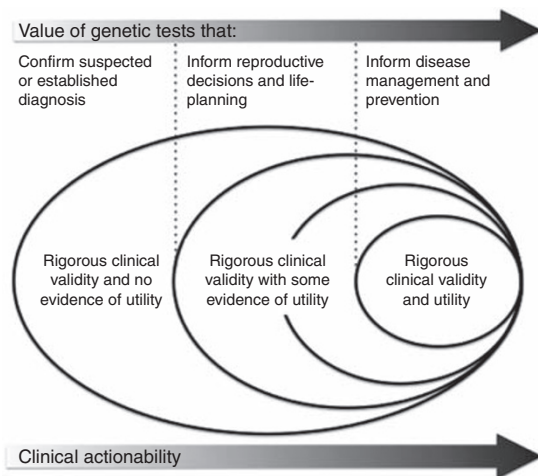 Value of genetic tests that:
Confirm suspected
or established
diagnosis
Inform reproductive
decisions and life-
planning
Inform disease
management and
prevention
Rigorous clinical
validity and no
evidence of utility
Rigorous clinical
validity with some
evidence of utility
Rigorous
clinical validity
and utility
Clinical actionability